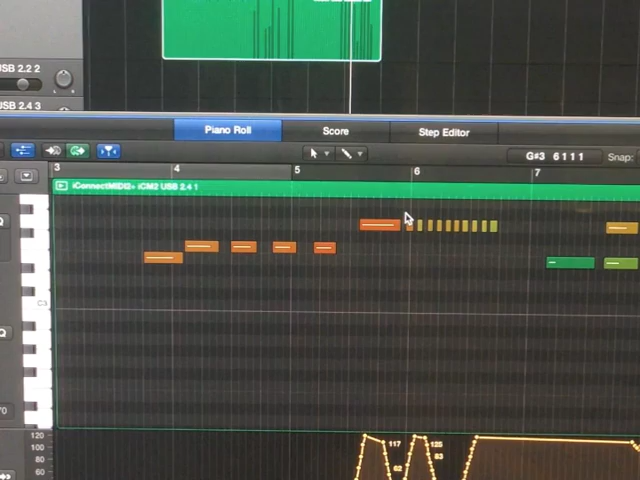 USB 2.2 2
USB 2.4 3
Piano Roll
Score
Step Editor
G#3 6 1 1 1
Snap:
3
4
5
6
7
iConnectMIDI2+ iCM2 USB 2.4 1
Q
C3
Q
120
100
80
60
117
62
125
83